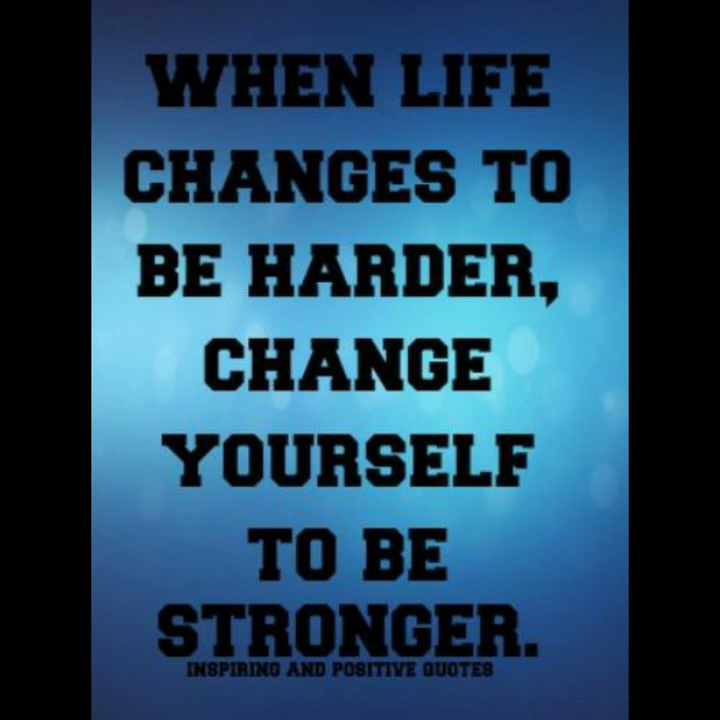 WHEN LIFE
CHANGES TO
BE HARDER,
CHANGE
YOURSELF
TO BE
STRONGER.
INSPIRING AND POSITIVE QUOTES